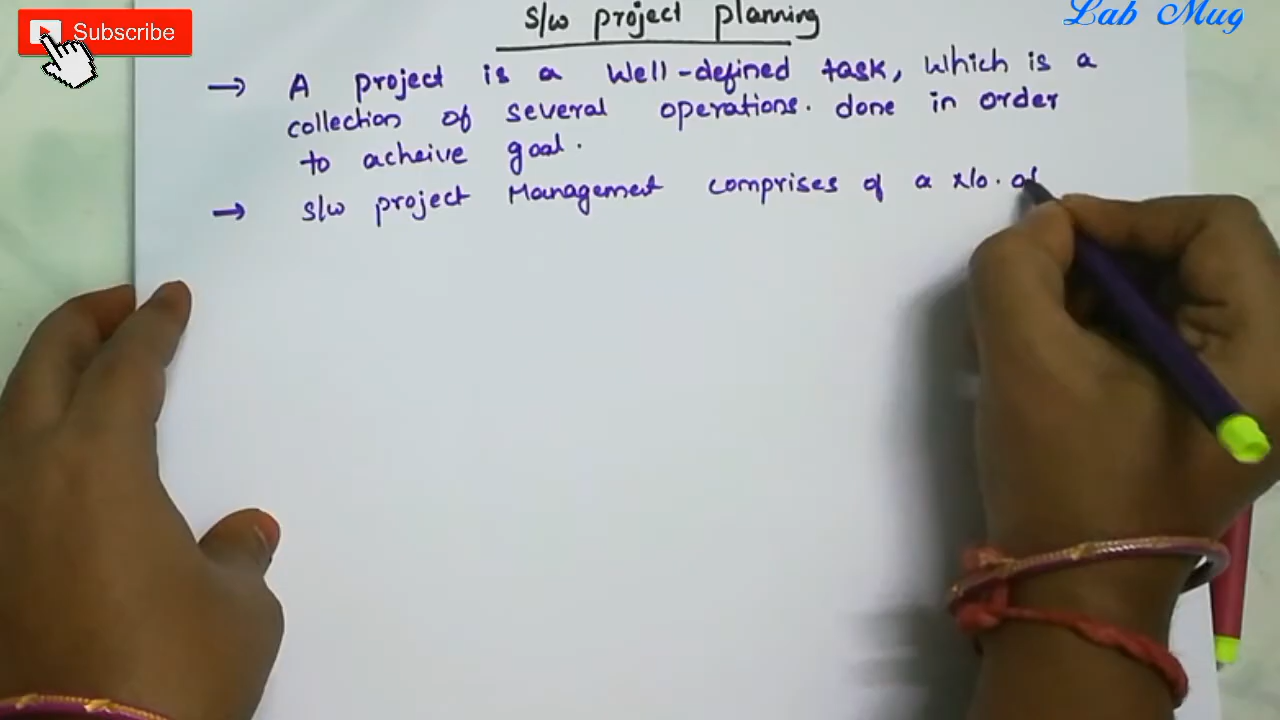 Subscribe
s/w project planning
Lab Mug
→ A project is a well-defined task, which is a
collection of several operations. done in order
to acheive goal.
→ s/w project Management comprises of a No. of